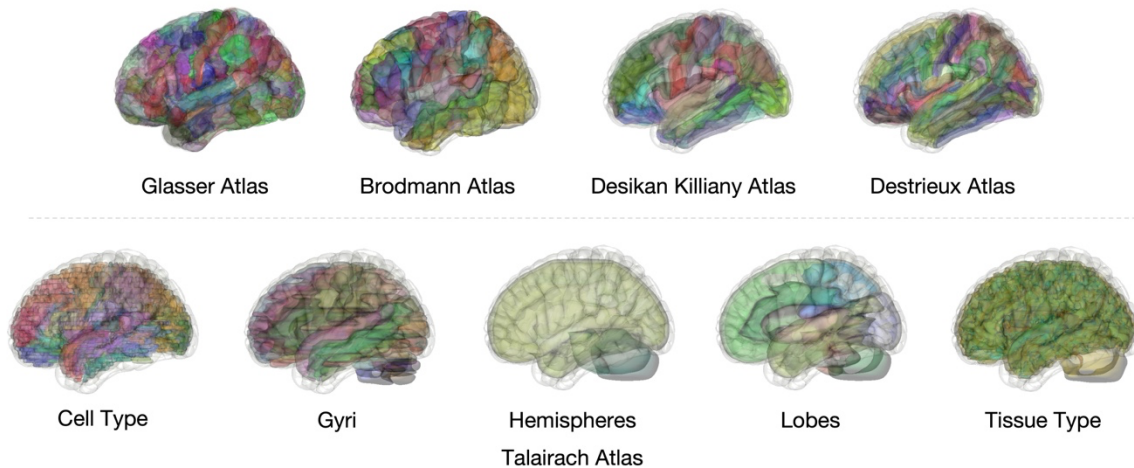 Glasser Atlas Brodmann Atlas Desikan Killiany Atlas Destrieux Atlas
Cell Type Gyri Hemispheres Lobes Tissue Type
Talairach Atlas